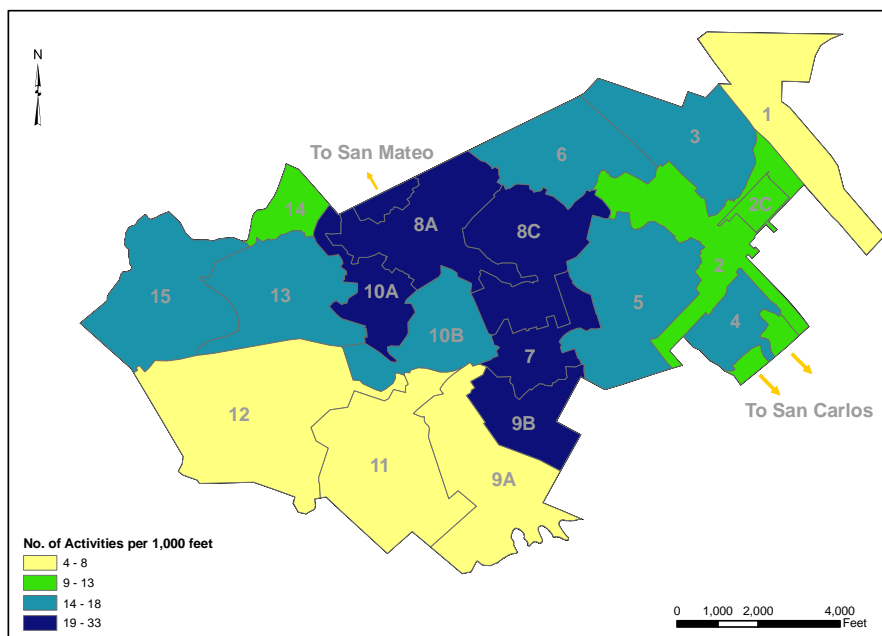 N
1
3
To San Mateo
6
2C
14
8A
8C
2
15
13
10A
5
4
10B
7
To San Carlos
12
9B
11
9A
No. of Activities per 1,000 feet
4 - 8
9 - 13
14 - 18
19 - 33
0 1,000 2,000 4,000
Feet